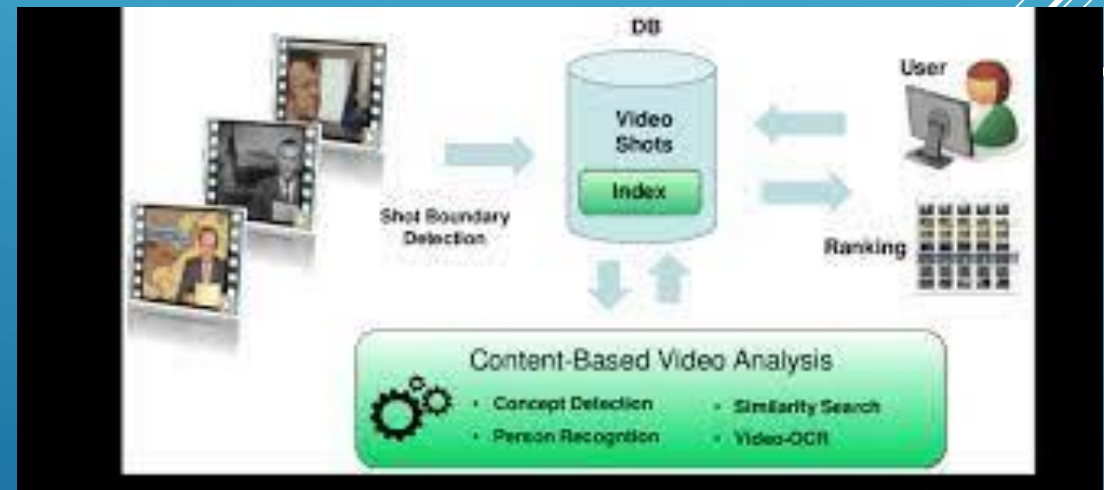 DB
User
Video
Shots
Index
Shot Boundary
Detection
Ranking
Content-Based Video Analysis
• Concept Detection
• Similarity Search
• Person Recogntion
• Video-OCR